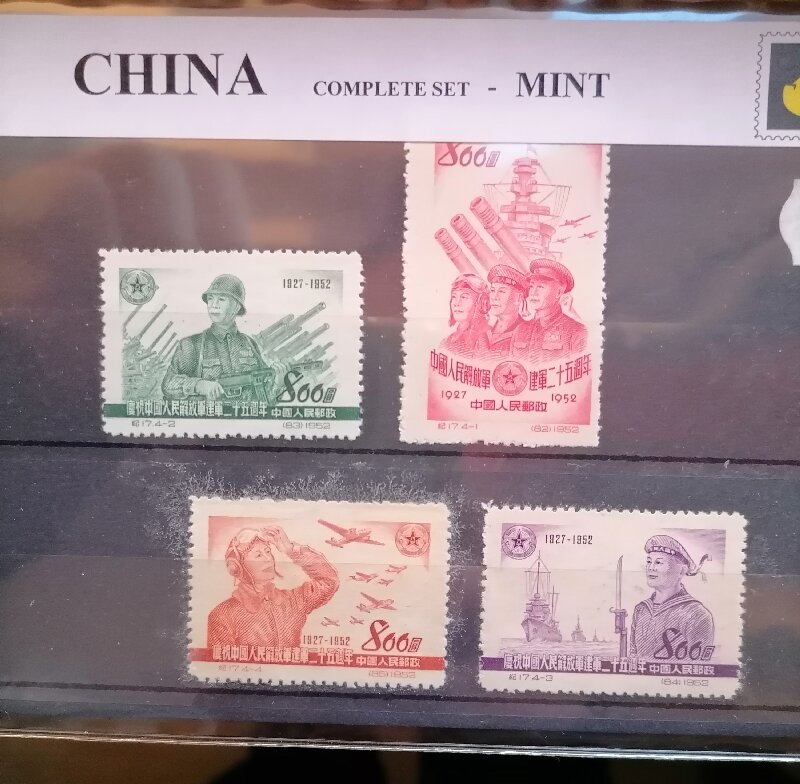 CHINA COMPLETE SET - MINT
800圓
中國人民解放軍 建軍二十五週年
1927 1952
中國人民郵政
紀17.4-1 (82)1952
1927-1952
800圓
慶祝中國人民解放軍建軍二十五週年 中國人民郵政
紀17.4-2 (83)1952
1927-1952
800圓
慶祝中國人民解放軍建軍二十五週年 中國人民郵政
紀17.4-4 (85)1952
1927-1952
800圓
慶祝中國人民解放軍建軍二十五週年 中國人民郵政
紀17.4-3 (84)1952